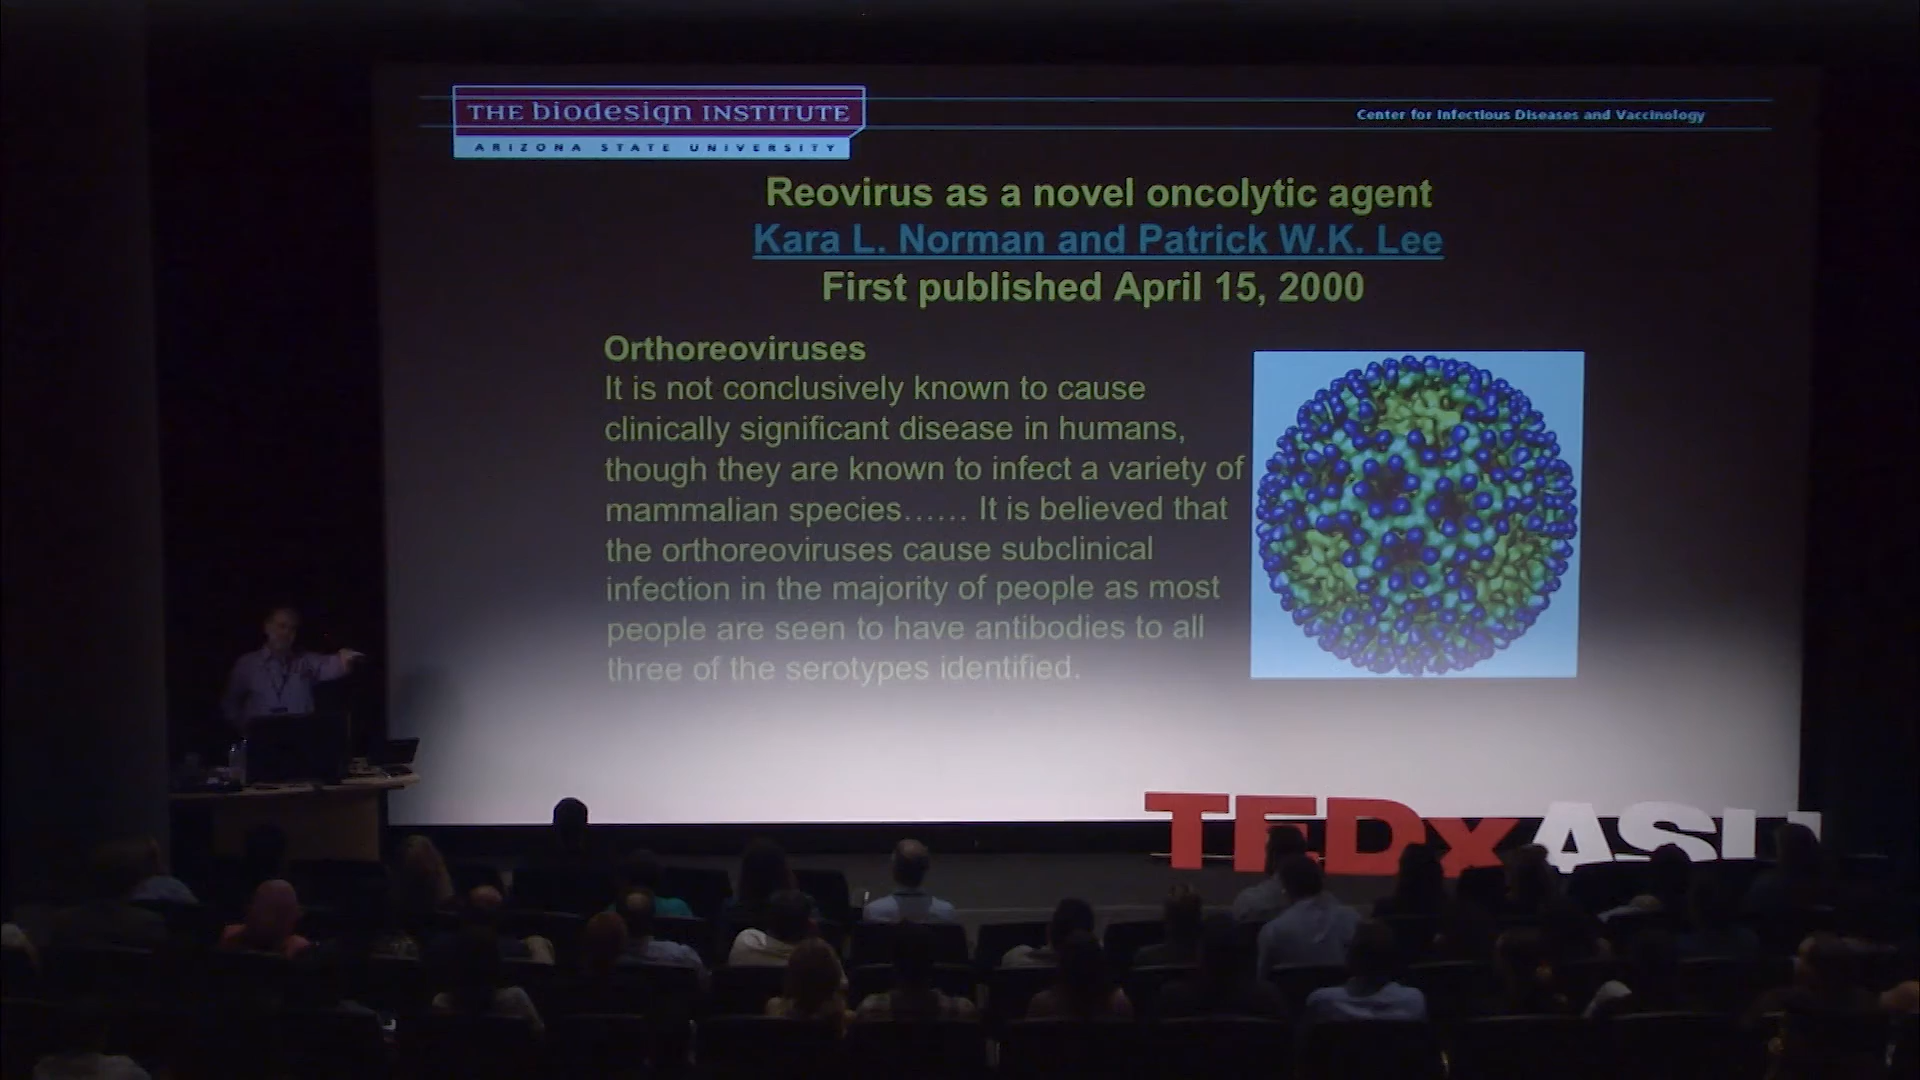 THE biodesign INSTITUTE
ARIZONA STATE UNIVERSITY
Center for Infectious Diseases and Vaccinology
Reovirus as a novel oncolytic agent
Kara L. Norman and Patrick W.K. Lee
First published April 15, 2000
Orthoreoviruses
It is not conclusively known to cause
clinically significant disease in humans,
though they are known to infect a variety of
mammalian species…… It is believed that
the orthoreoviruses cause subclinical
infection in the majority of people as most
people are seen to have antibodies to all
three of the serotypes identified.
TEDxASU